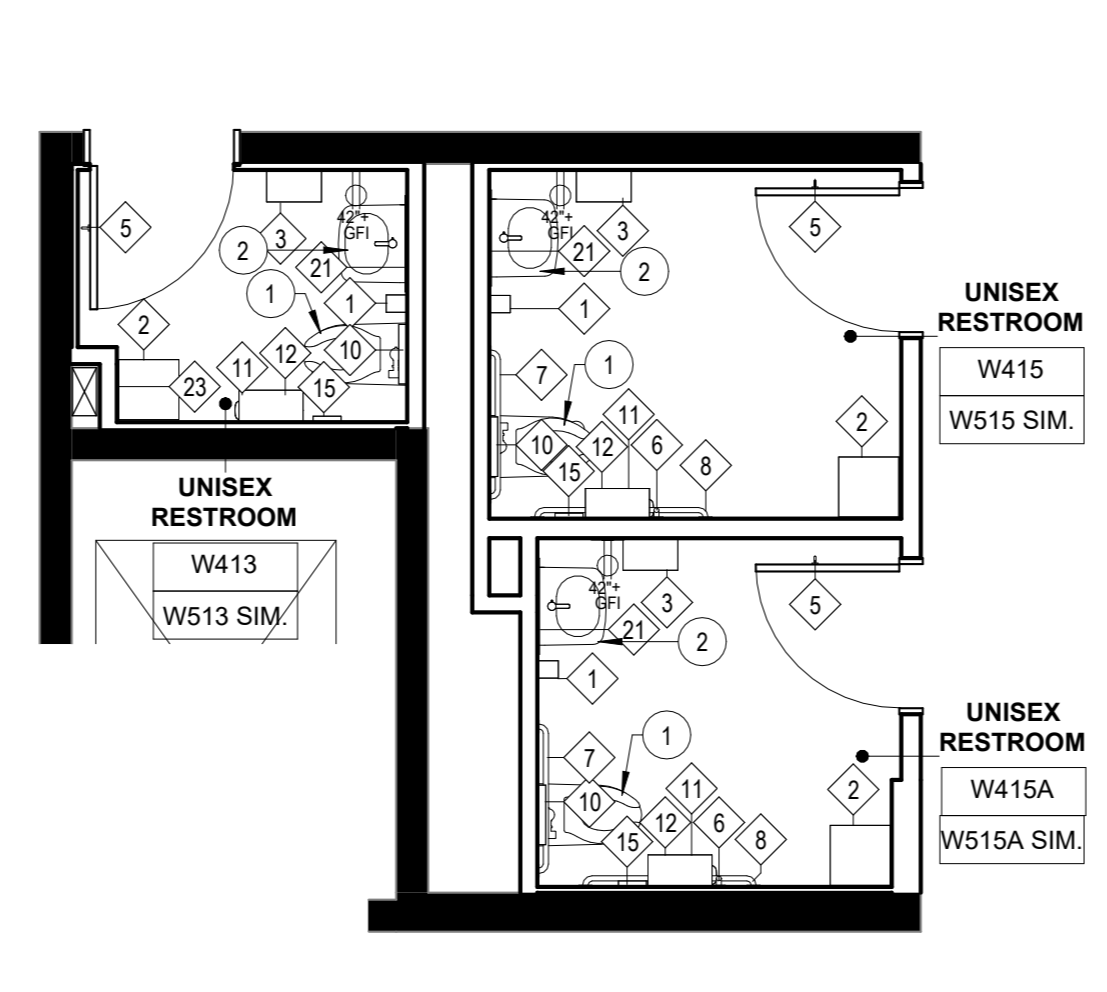 5
3
42"+
GFI
2
21
1
1
2
10
12
11
23
15
UNISEX
RESTROOM
W413
W513 SIM.
42"+
GFI
3
5
21
2
1
7
1
11
2
10
12
6
15
8
UNISEX
RESTROOM
W415
W515 SIM.
42"+
GFI
3
5
21
2
1
1
7
11
2
10
12
6
15
8
UNISEX
RESTROOM
W415A
W515A SIM.